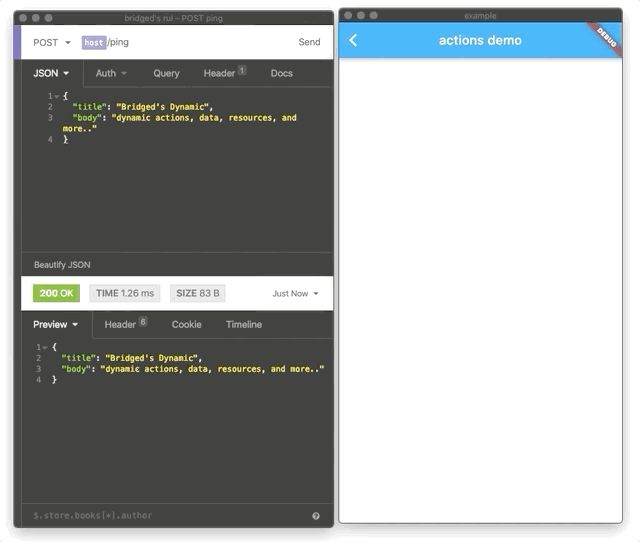 bridged's rui – POST ping
POST host/ping Send
JSON Auth Query Header 1 Docs
1 {
2 "title": "Bridged's Dynamic",
3 "body": "dynamic actions, data, resources, and
more.."
4 }
Beautify JSON
200 OK TIME 1.26 ms SIZE 83 B Just Now
Preview Header 6 Cookie Timeline
1 {
2 "title": "Bridged's Dynamic",
3 "body": "dynamic actions, data, resources, and more.."
4 }
$.store.books[*].author ?
example
actions demo
DEBUG